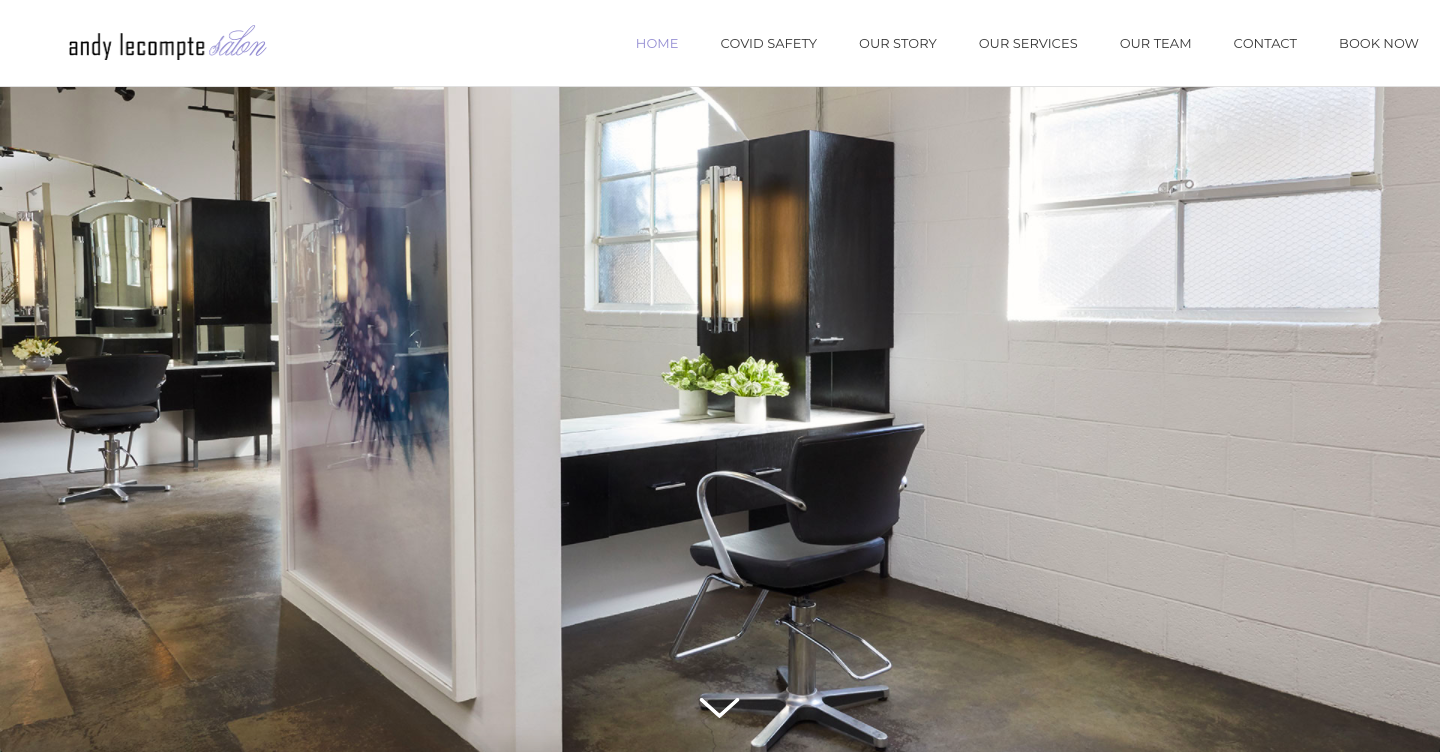 andy lecompte salon
HOME COVID SAFETY OUR STORY OUR SERVICES OUR TEAM CONTACT BOOK NOW